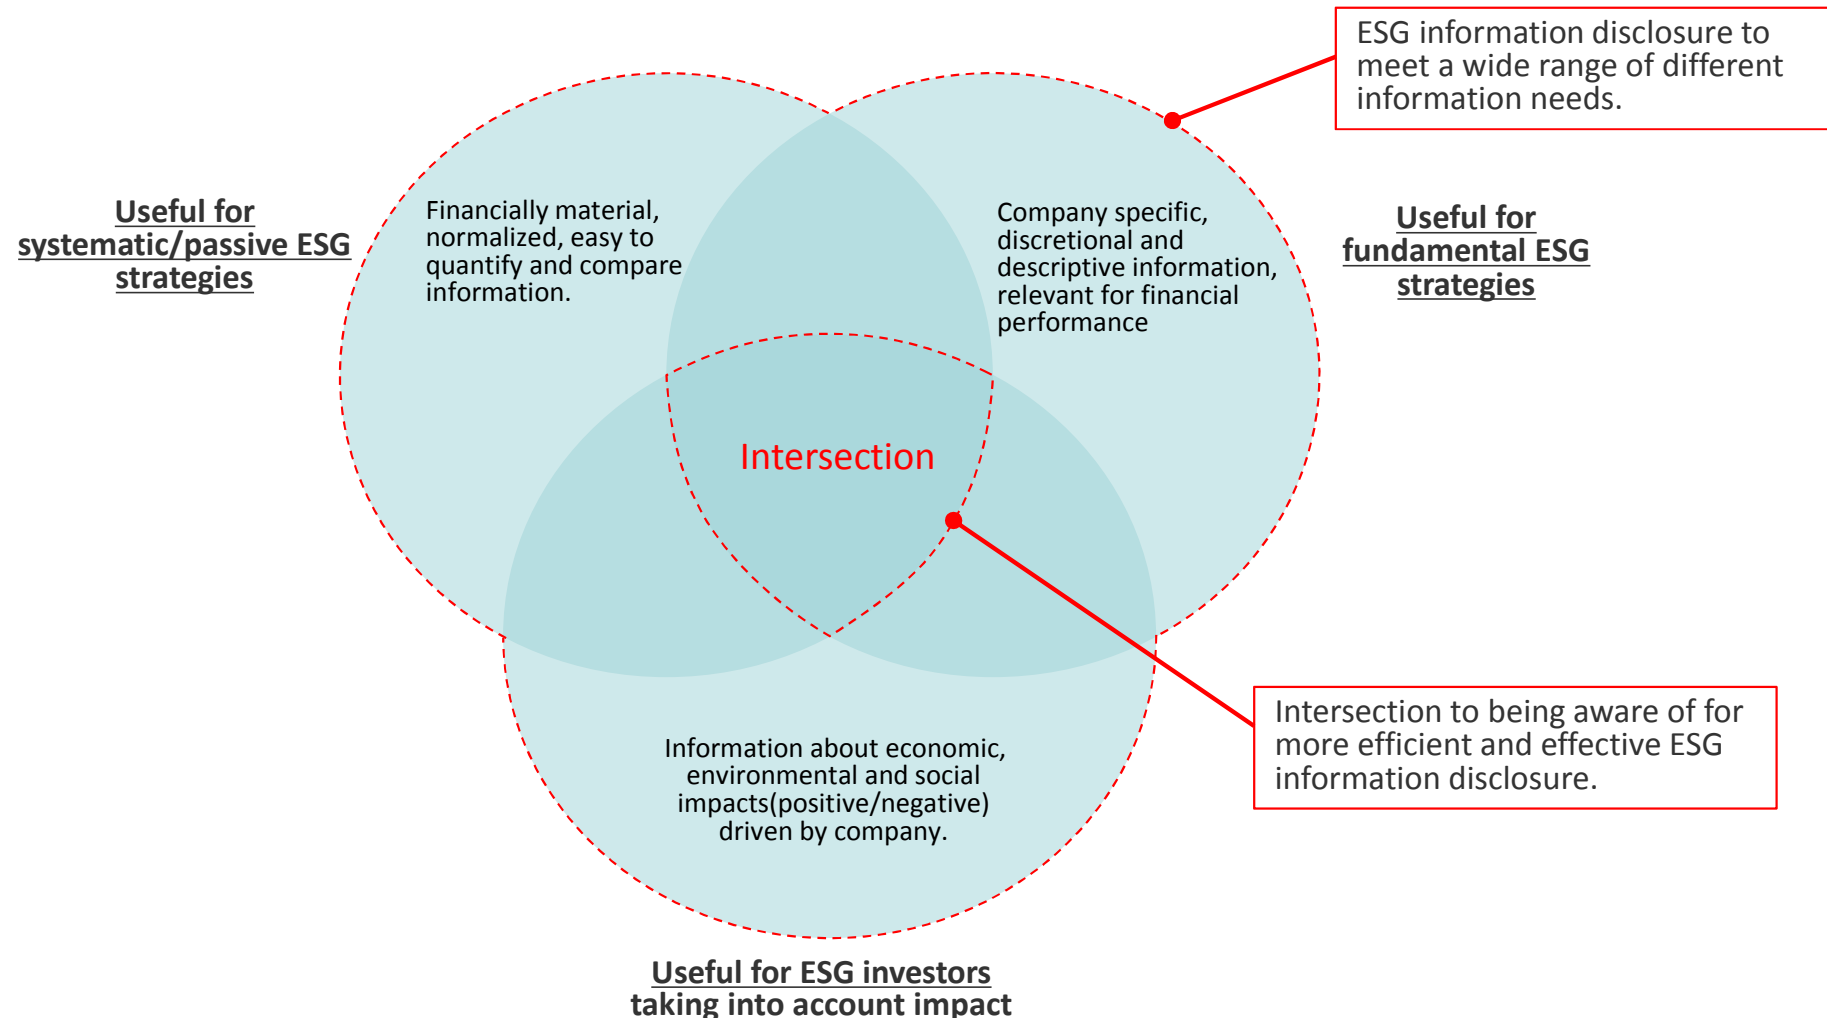 ESG information disclosure to
meet a wide range of different
information needs.
Useful for
systematic/passive ESG
strategies
Financially material,
normalized, easy to
quantify and compare
information.
Company specific,
discretional and
descriptive information,
relevant for financial
performance
Useful for
fundamental ESG
strategies
Intersection
Intersection to being aware of for
more efficient and effective ESG
information disclosure.
Information about economic,
environmental and social
impacts(positive/negative)
driven by company.
Useful for ESG investors
taking into account impact